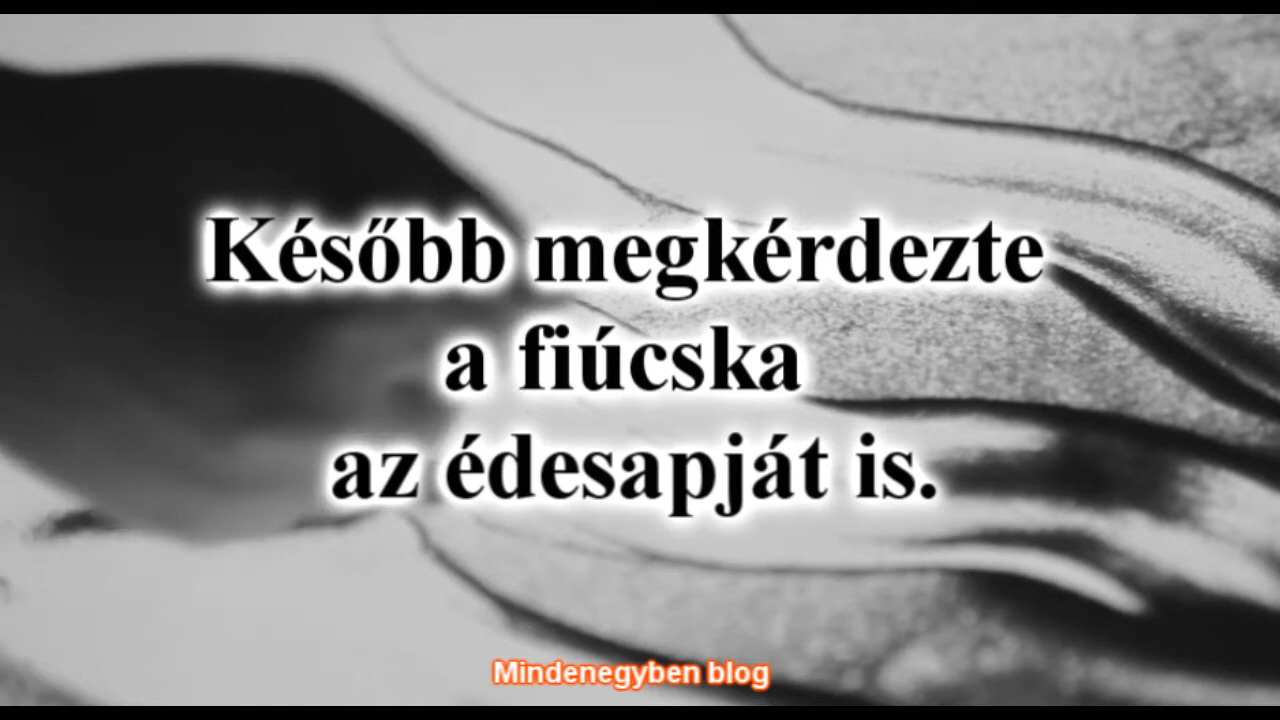 Később megkérdezte
a fiúcska
az édesapját is.
Mindenegyben blog